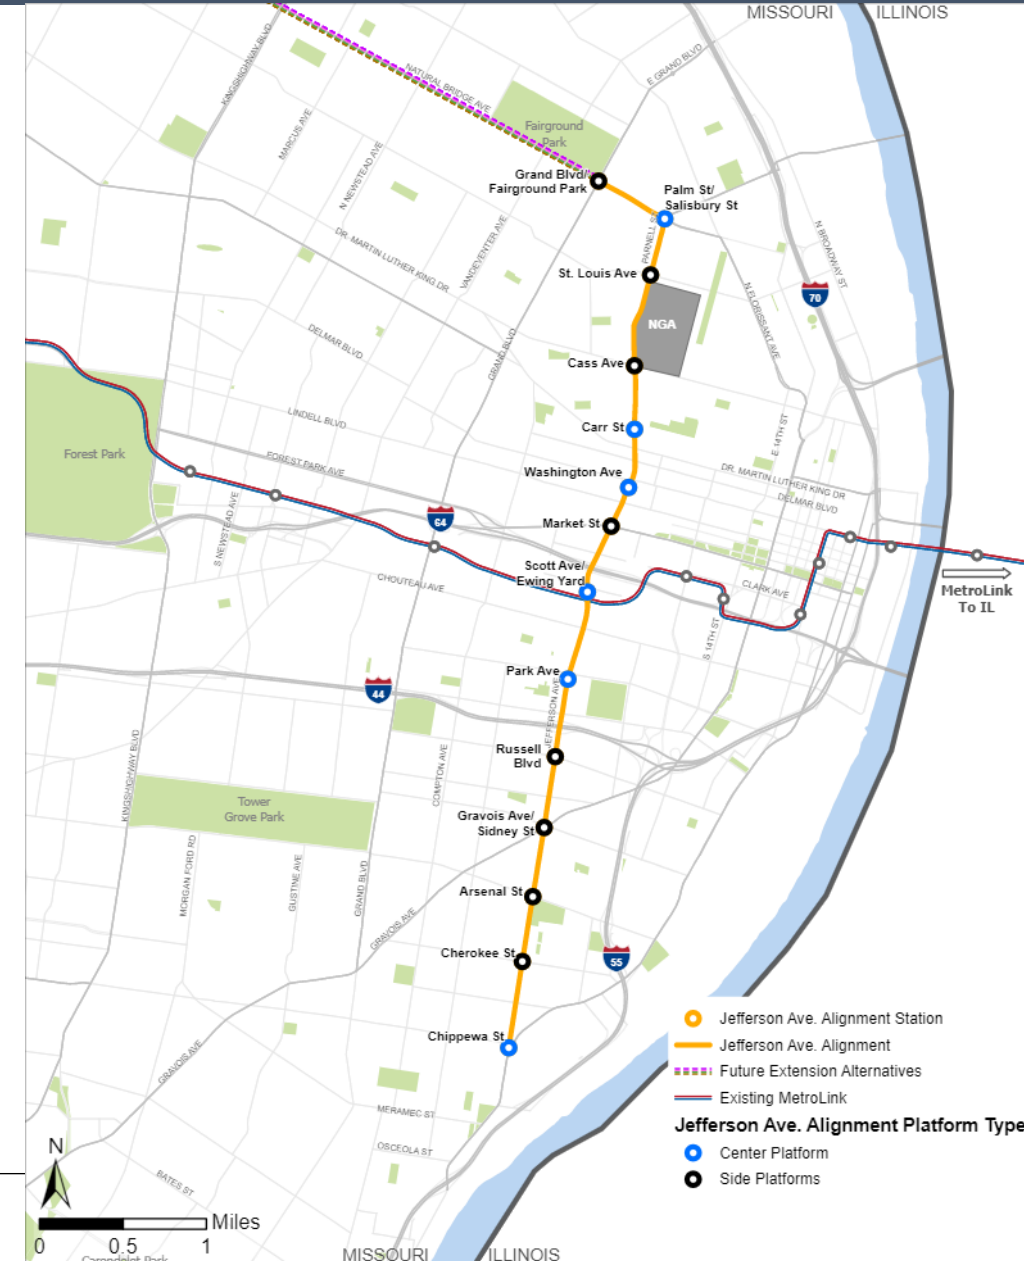 MISSOURI
ILLINOIS
KINGSHIGHWAY BLVD
E GRAND BLVD
NATURAL BRIDGE AVE
MARCUS AVE
Fairground
Park
N NEWSTEAD AVE
Grand Blvd/
Fairground Park
Palm St/
Salisbury St
VANDEVENTER AVE
PARNELL ST
N BROADWAY ST
DR. MARTIN LUTHER KING DR
St. Louis Ave
70
N FLORISSANT AVE
NGA
DELMAR BLVD
GRAND BLVD
Cass Ave
LINDELL BLVD
Carr St
E 14TH ST
Forest Park
FOREST PARK AVE
Washington Ave
DR. MARTIN LUTHER KING DR
DELMAR BLVD
S NEWSTEAD AVE
64
Market St
Scott Ave/
Ewing Yard
CHOUTEAU AVE
CLARK AVE
MetroLink
To IL
S 14TH ST
Park Ave
44
JEFFERSON AVE
KINGSHIGHWAY BLVD
COMPTON AVE
Russell
Blvd
Tower
Grove Park
Gravois Ave/
Sidney St
MORGAN FORD RD
GUSTINE AVE
GRAND BLVD
Arsenal St
GRAVOIS AVE
Cherokee St
55
Chippewa St
Jefferson Ave. Alignment Station
Jefferson Ave. Alignment
Future Extension Alternatives
Existing MetroLink
Jefferson Ave. Alignment Platform Type
Center Platform
Side Platforms
GRAVOIS AVE
MERAMEC ST
OSCEOLA ST
BATES ST
N
Miles
0 0.5 1
Carondelet Park
MISSOURI
ILLINOIS